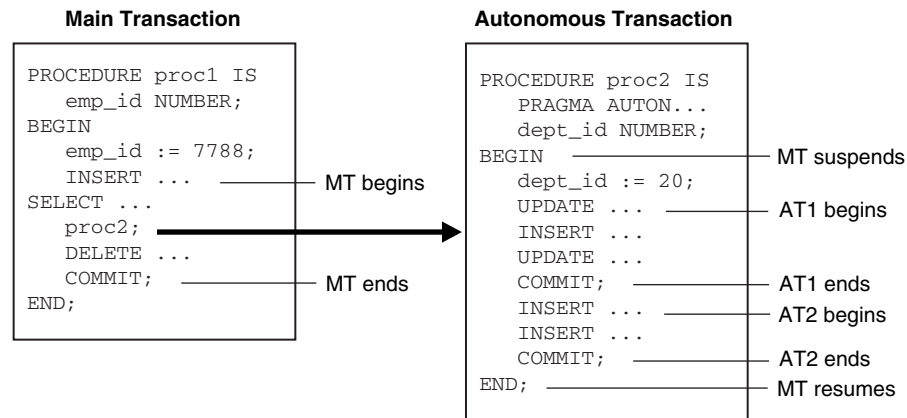 Main Transaction
PROCEDURE proc1 IS
emp_id NUMBER;
BEGIN
emp_id := 7788;
INSERT ...
SELECT ...
proc2;
DELETE ...
COMMIT;
END;
MT begins
MT ends
Autonomous Transaction
PROCEDURE proc2 IS
PRAGMA AUTON...
dept_id NUMBER;
BEGIN
dept_id := 20;
UPDATE ...
INSERT ...
UPDATE ...
COMMIT;
INSERT ...
INSERT ...
COMMIT;
END;
MT suspends
AT1 begins
AT1 ends
AT2 begins
AT2 ends
MT resumes